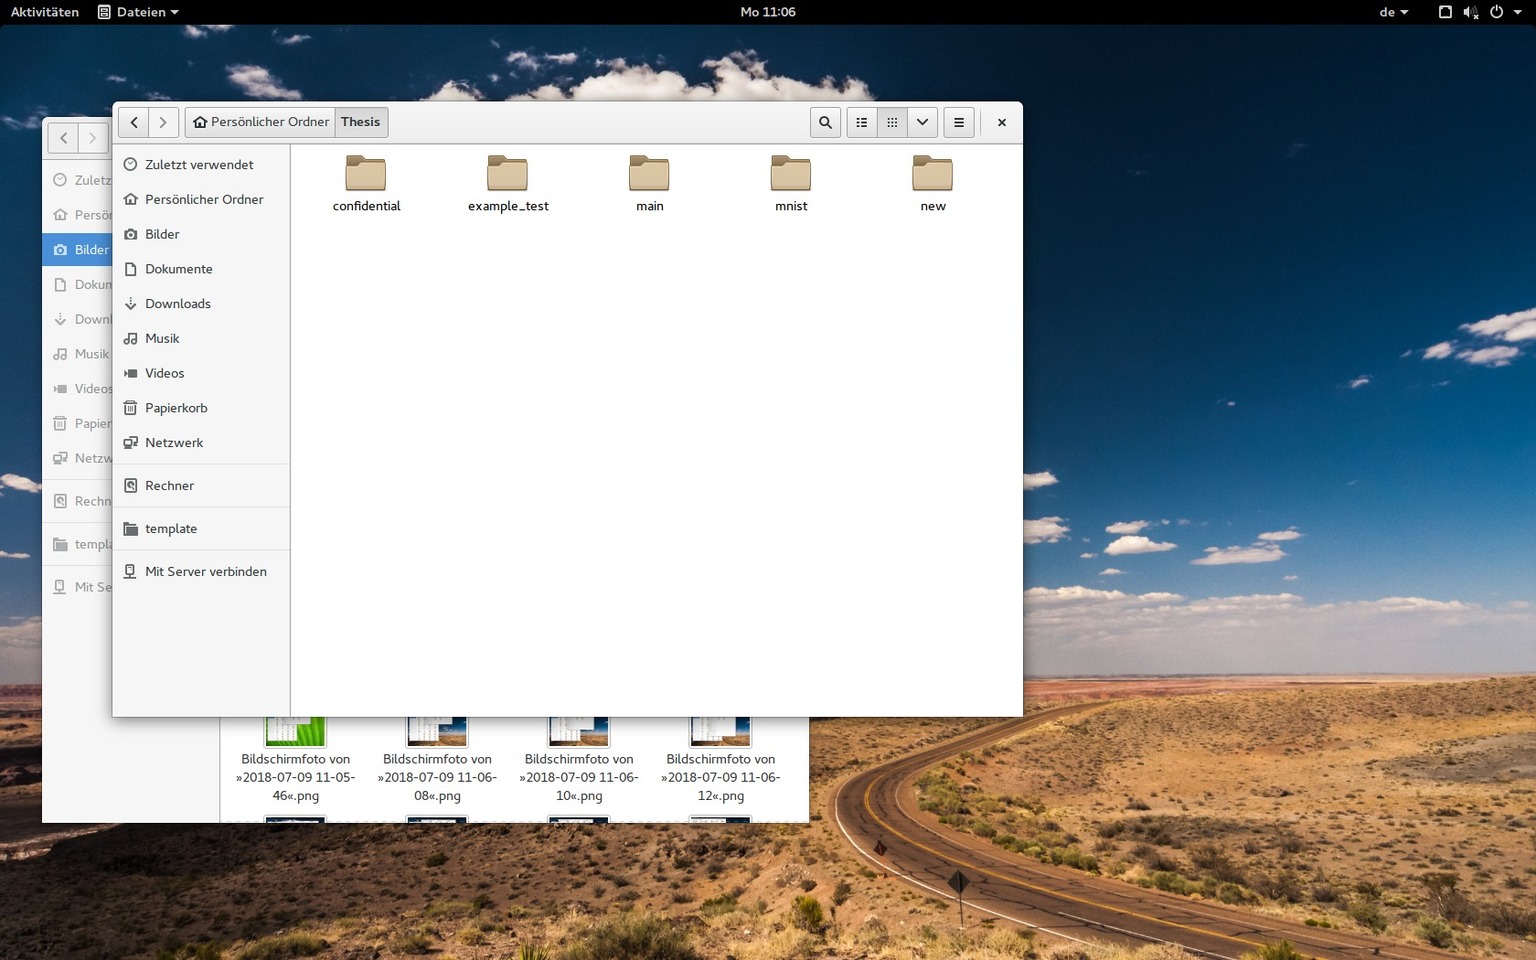 Aktivitäten Dateien Mo 11:06 de
Persönlicher Ordner Thesis
Zuletzt verwendet
Persönlicher Ordner
Bilder
Dokumente
Downloads
Musik
Videos
Papierkorb
Netzwerk
Rechner
template
Mit Server verbinden
confidential example_test main mnist new
Zuletz
Persön
Bilder
Dokum
Downl
Musik
Videos
Papier
Netzw
Rechn
templa
Mit Se
Bildschirmfoto von
»2018-07-09 11-05-
46«.png
Bildschirmfoto von
»2018-07-09 11-06-
08«.png
Bildschirmfoto von
»2018-07-09 11-06-
10«.png
Bildschirmfoto von
»2018-07-09 11-06-
12«.png